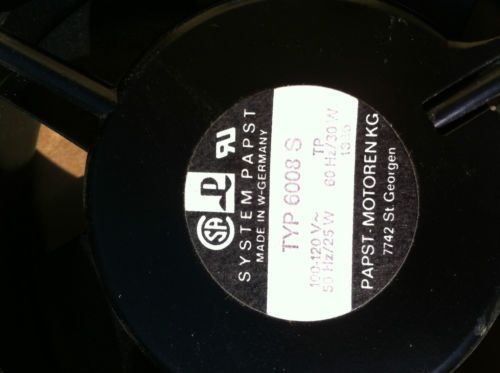 SYSTEM PAPST
MADE IN W-GERMANY
TYP 6008 S
100-120 V~ TP
50 Hz/25 W 60 Hz/30 W
PAPST-MOTOREN KG
7742 St. Georgen